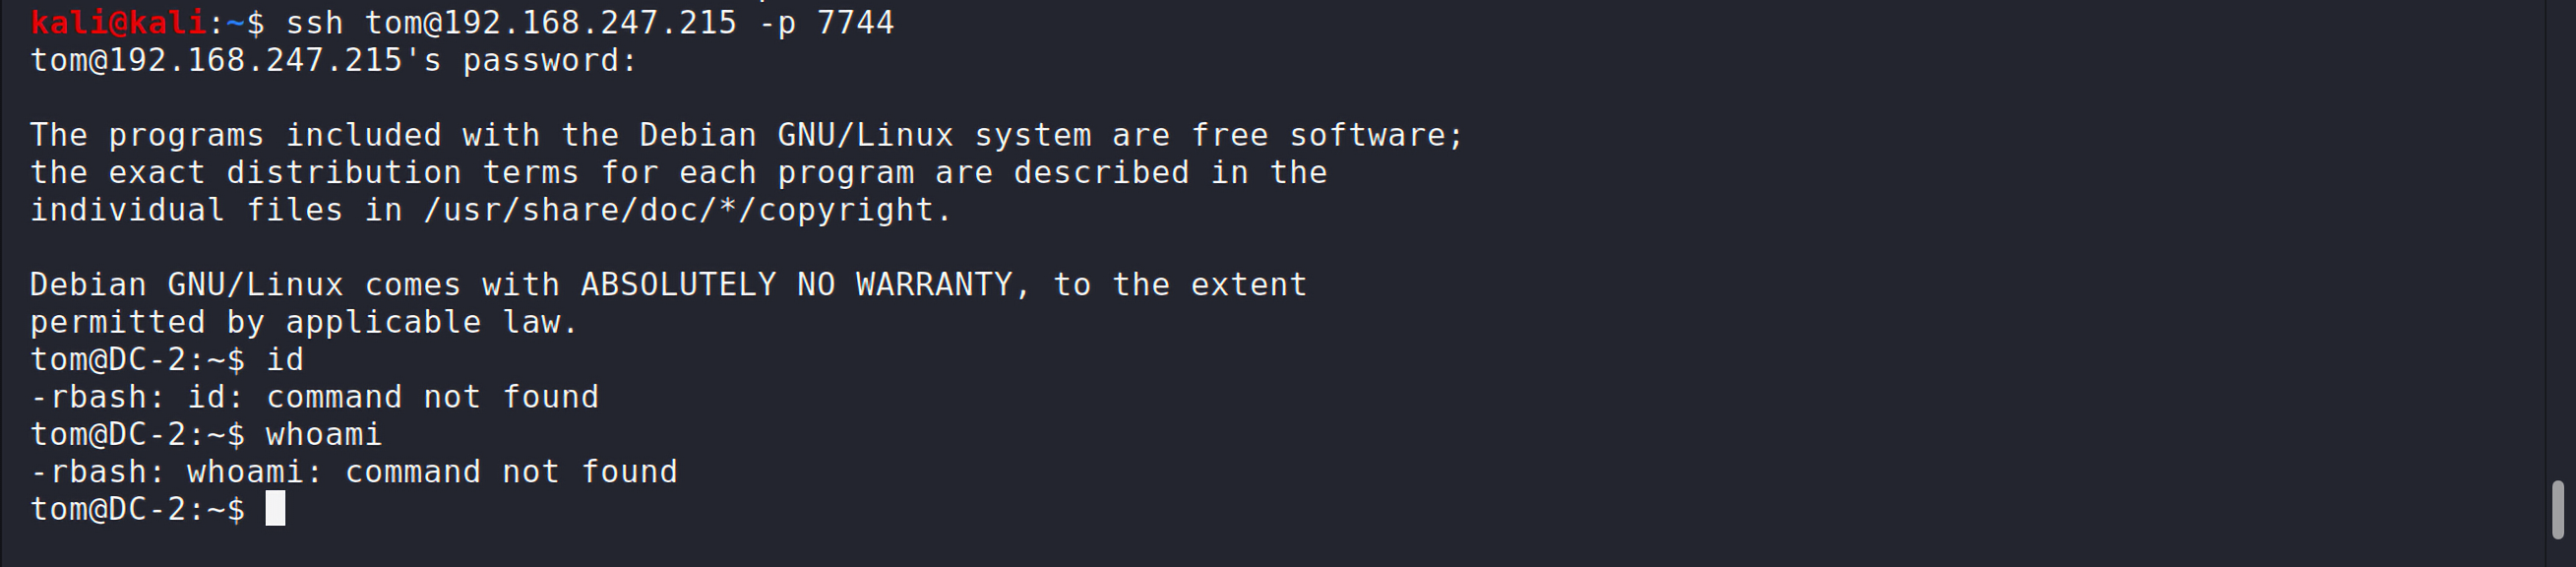 kali@kali:~$ ssh tom@192.168.247.215 -p 7744
tom@192.168.247.215's password:
The programs included with the Debian GNU/Linux system are free software;
the exact distribution terms for each program are described in the
individual files in /usr/share/doc/*/copyright.
Debian GNU/Linux comes with ABSOLUTELY NO WARRANTY, to the extent
permitted by applicable law.
tom@DC-2:~$ id
-rbash: id: command not found
tom@DC-2:~$ whoami
-rbash: whoami: command not found
tom@DC-2:~$